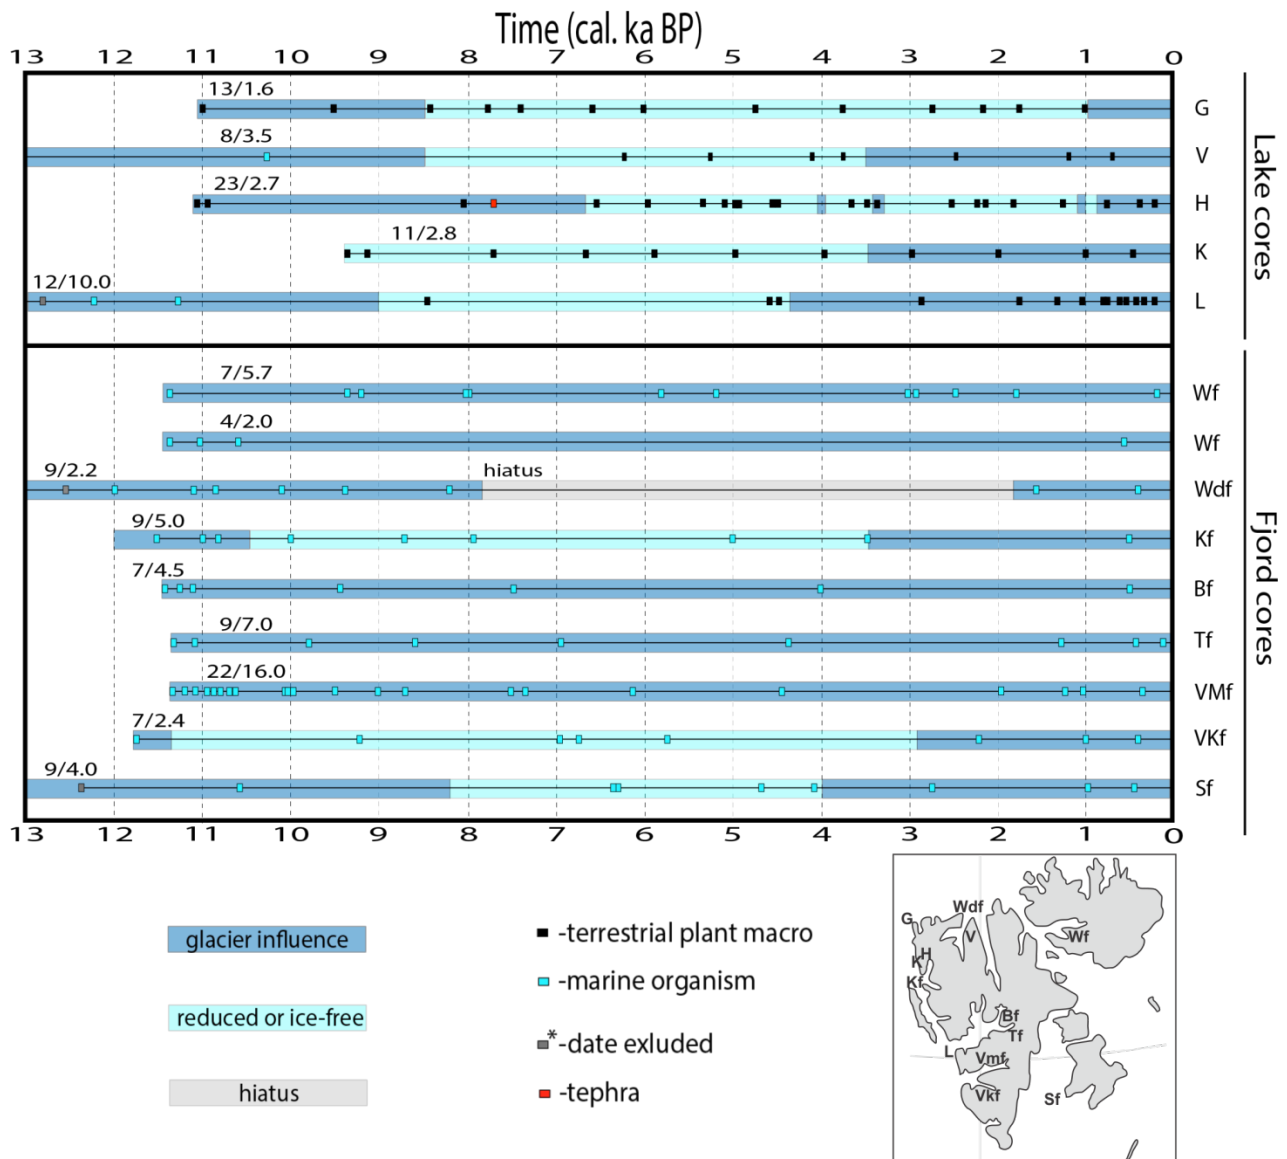 Time (cal. ka BP)
13 12 11 10 9 8 7 6 5 4 3 2 1 0
13/1.6
G
8/3.5
V
23/2.7
H
11/2.8
K
12/10.0
L
Lake cores
7/5.7
Wf
4/2.0
Wf
9/2.2
hiatus
Wdf
9/5.0
Kf
7/4.5
Bf
9/7.0
Tf
22/16.0
VMf
7/2.4
VKf
9/4.0
Sf
Fjord cores
13 12 11 10 9 8 7 6 5 4 3 2 1 0
glacier influence
reduced or ice-free
hiatus
-terrestrial plant macro
-marine organism
*-date exluded
-tephra
G
Wdf
V
Wf
H
K
Kf
Bf
Tf
L
Vmf
Vkf
Sf